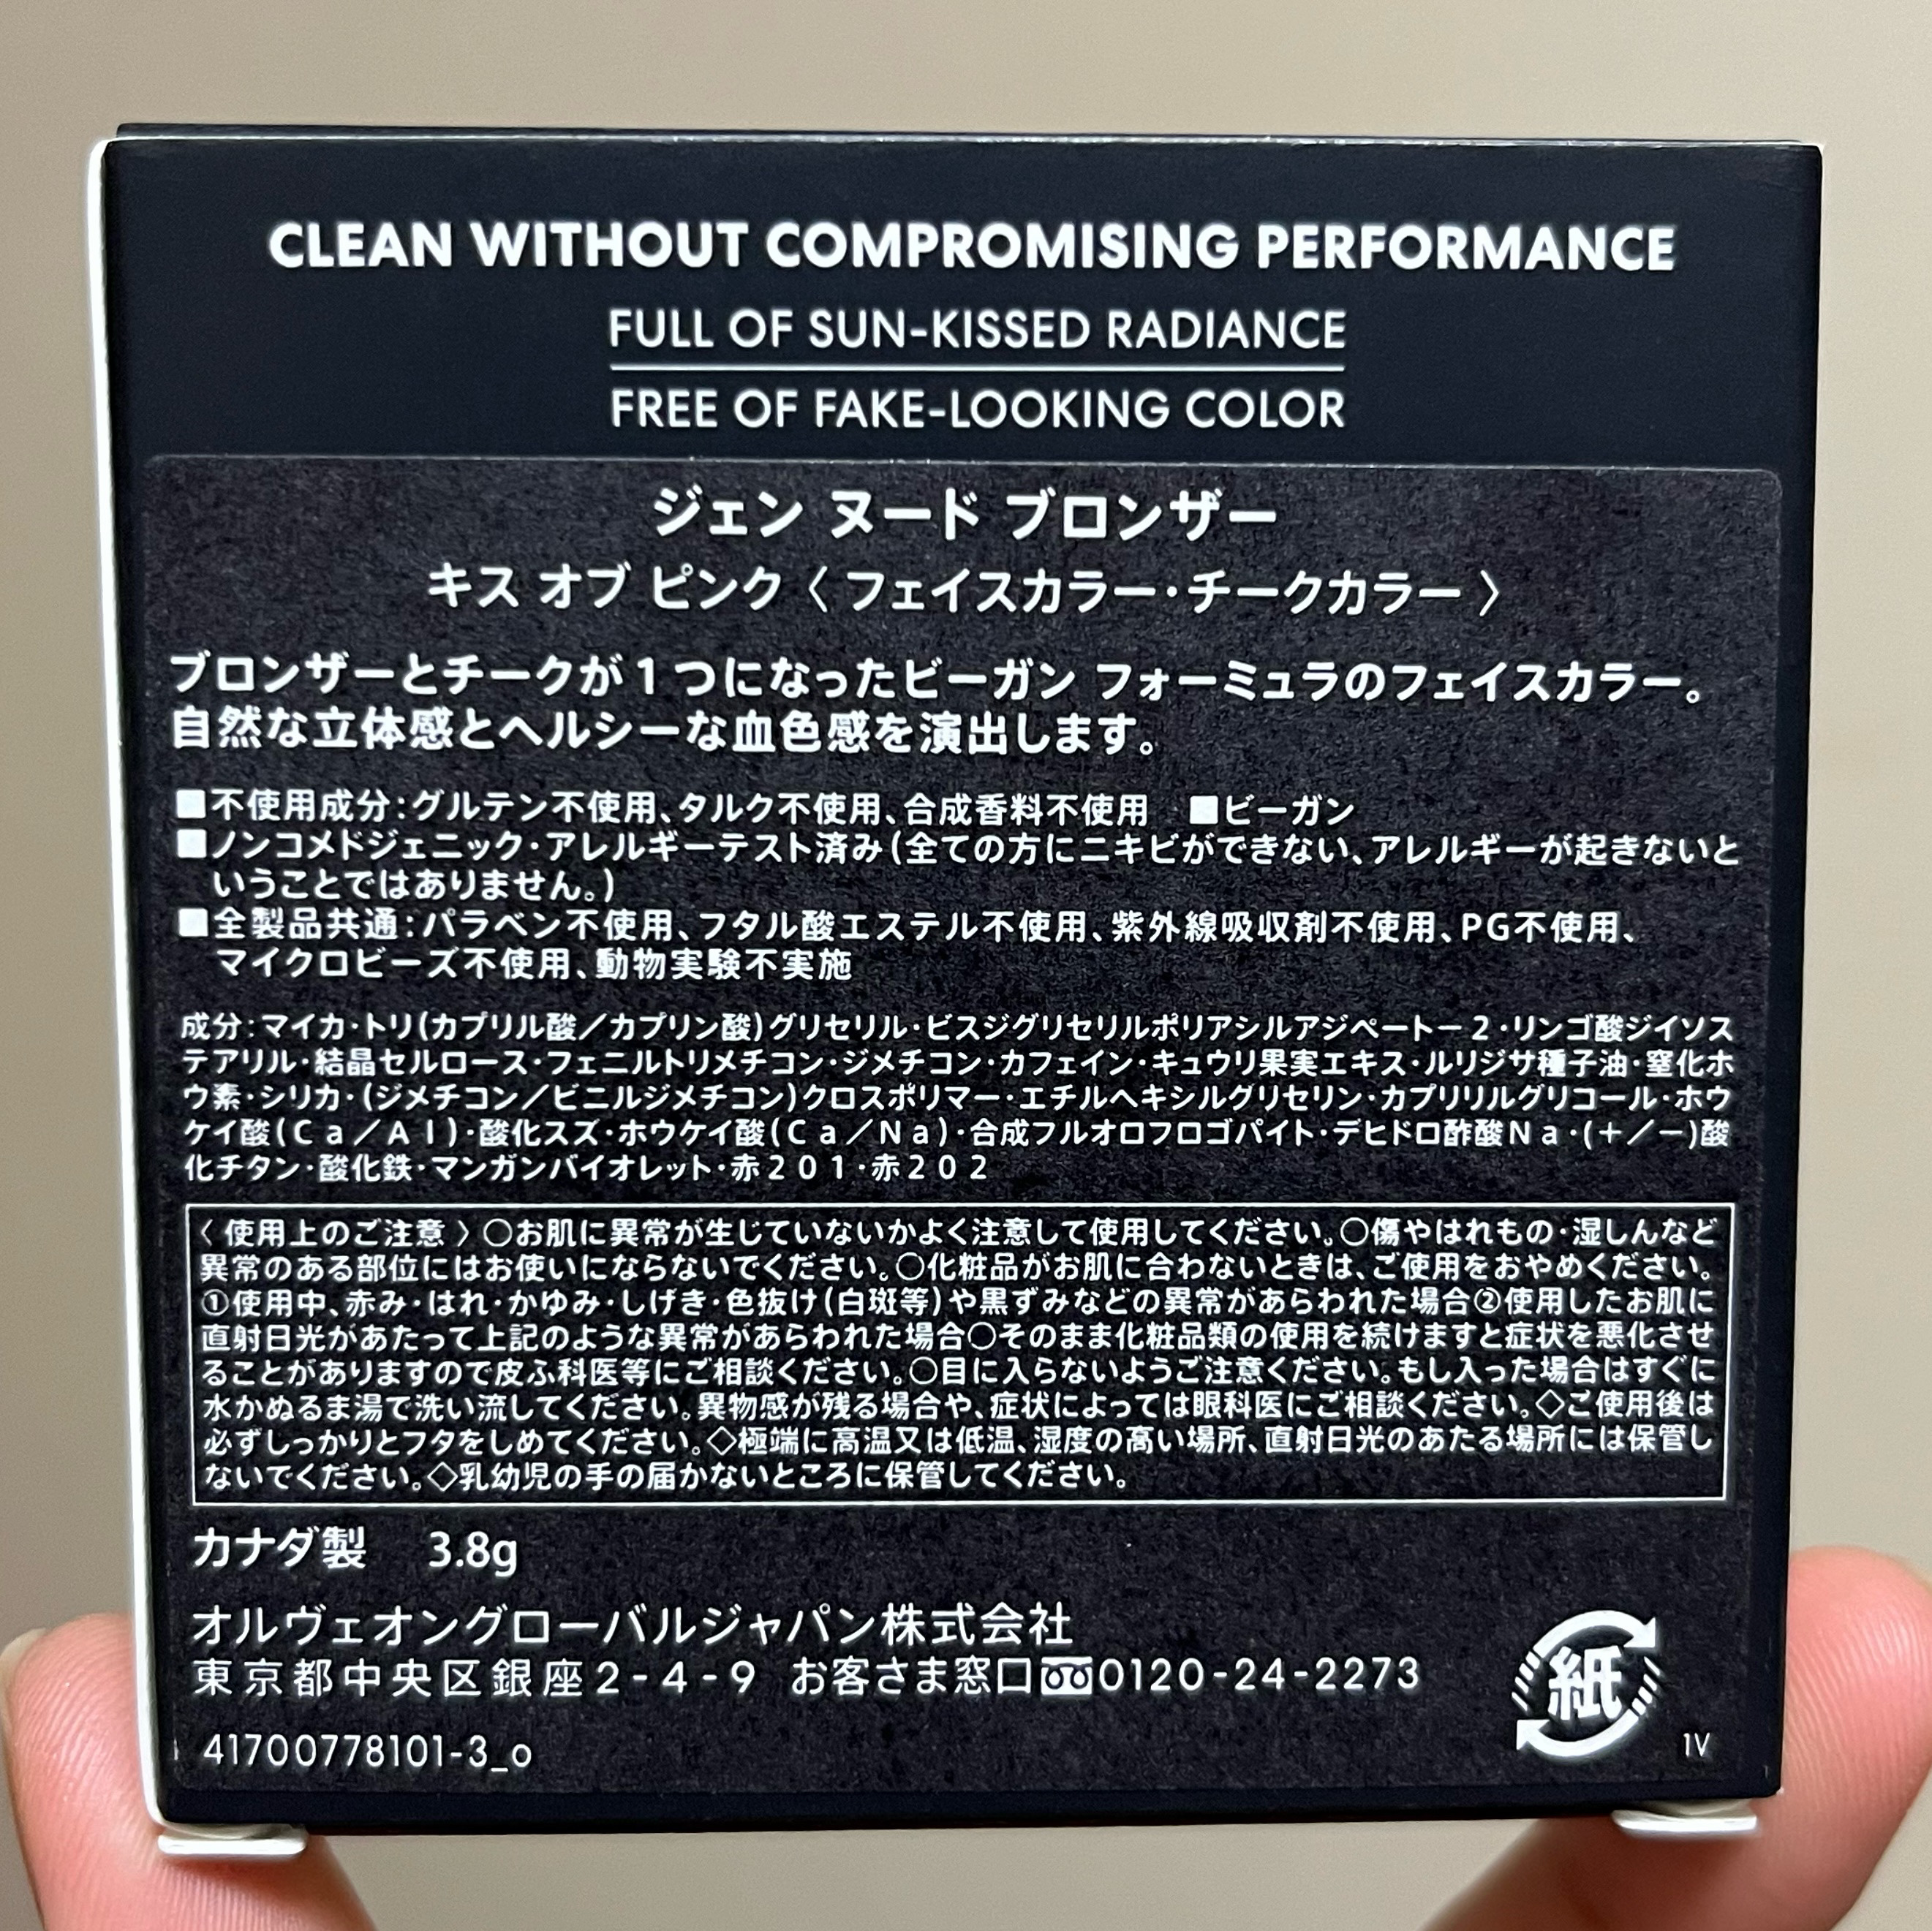 CLEAN WITHOUT COMPROMISING PERFORMANCE
FULL OF SUN-KISSED RADIANCE
FREE OF FAKE-LOOKING COLOR
ジェン ヌード ブロンザー
キス オブ ピンク〈 フェイスカラー・チークカラー 〉
ブロンザーとチークが1つになったビーガン フォーミュラのフェイスカラー。
自然な立体感とヘルシーな血色感を演出します。
■不使用成分:グルテン不使用、タルク不使用、合成香料不使用 ■ビーガン
■ノンコメドジェニック・アレルギーテスト済み(全ての方にニキビができない、アレルギーが起きないと
いうことではありません。)
■全製品共通:パラベン不使用、フタル酸エステル不使用、紫外線吸収剤不使用、PG不使用、
マイクロビーズ不使用、動物実験不実施
成分:マイカ・トリ(カプリル酸／カプリン酸)グリセリル・ビスジグリセリルポリアシルアジペートー2・リンゴ酸ジイソス
テアリル・結晶セルロース・フェニルトリメチコン・ジメチコン・カフェイン・キュウリ果実エキス・ルリジサ種子油・窒化ホ
ウ素・シリカ・(ジメチコン／ビニルジメチコン)クロスポリマー・エチルヘキシルグリセリン・カプリリルグリコール・ホウ
ケイ酸(Ca／Al)・酸化スズ・ホウケイ酸(Ca／Na)・合成フルオロフロゴパイト・デヒドロ酢酸Na・(＋／－)酸
化チタン・酸化鉄・マンガンバイオレット・赤201・赤202
〈 使用上のご注意 〉○お肌に異常が生じていないかよく注意して使用してください。○傷やはれもの・湿しんなど
異常のある部位にはお使いにならないでください。○化粧品がお肌に合わないときは、ご使用をおやめください。
①使用中、赤み・はれ・かゆみ・しげき・色抜け(白斑等)や黒ずみなどの異常があらわれた場合②使用したお肌に
直射日光があたって上記のような異常があらわれた場合○そのまま化粧品類の使用を続けますと症状を悪化させ
ることがありますので皮ふ科医等にご相談ください。○目に入らないようご注意ください。もし入った場合はすぐに
水かぬるま湯で洗い流してください。異物感が残る場合や、症状によっては眼科医にご相談ください。◇ご使用後は
必ずしっかりとフタをしめてください。◇極端に高温又は低温、湿度の高い場所、直射日光のあたる場所には保管し
ないでください。◇乳幼児の手の届かないところに保管してください。
カナダ製 3.8g
オルヴェオングローバルジャパン株式会社
東京都中央区銀座2-4-9 お客さま窓口0120-24-2273
紙
41700778101-3_o
1V